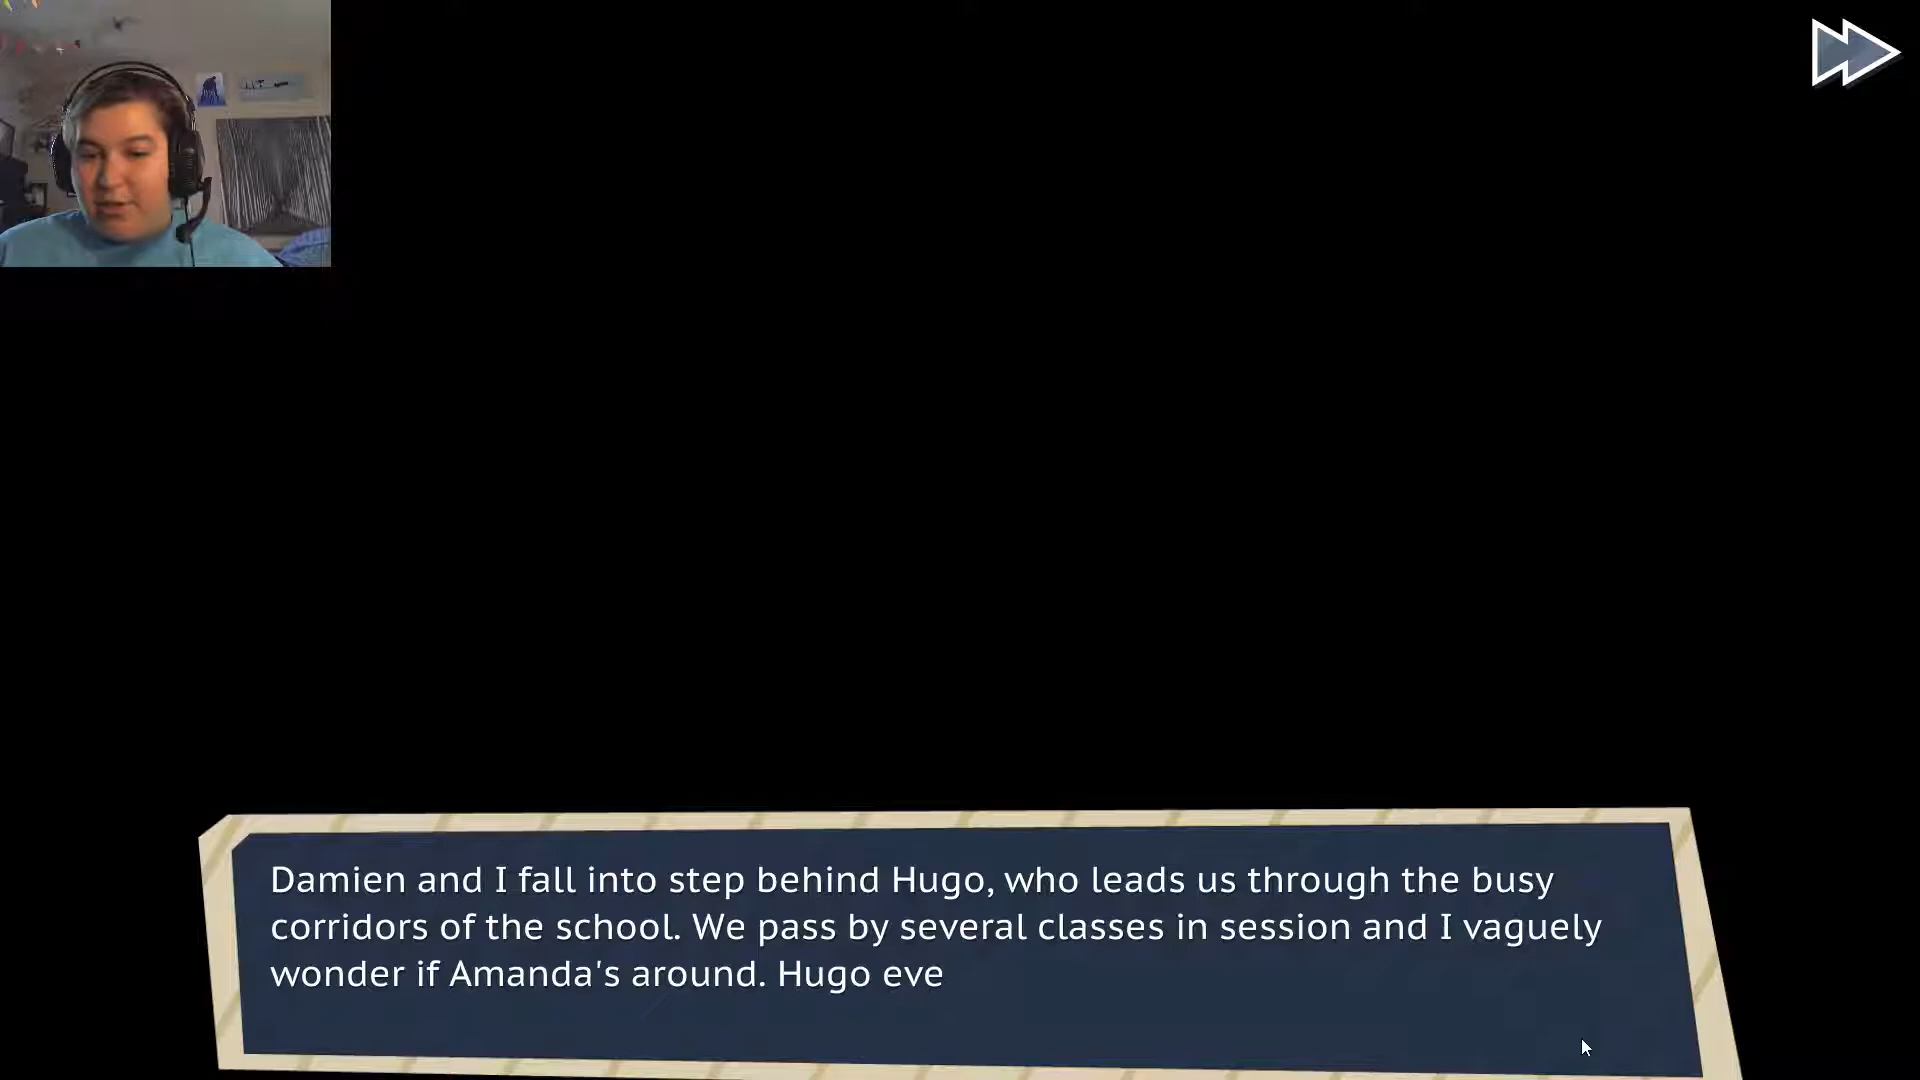 Damien and I fall into step behind Hugo, who leads us through the busy
corridors of the school. We pass by several classes in session and I vaguely
wonder if Amanda's around. Hugo eve